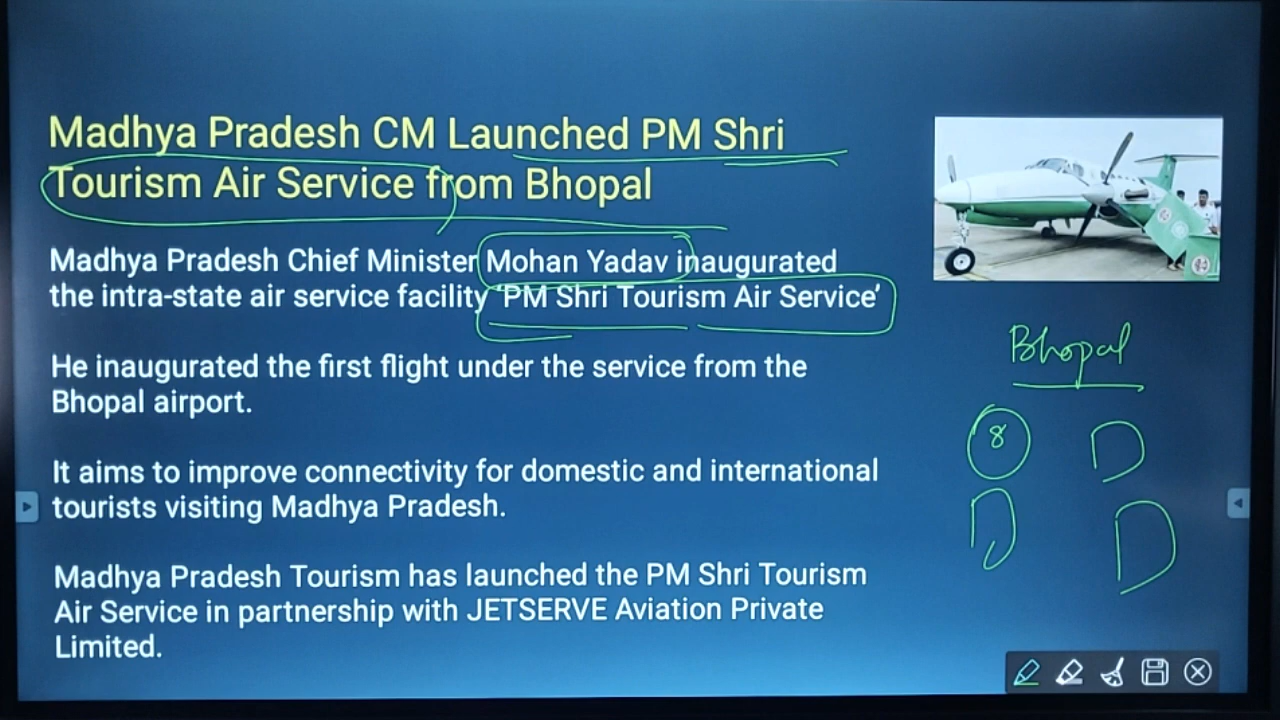 Madhya Pradesh CM Launched PM Shri
Tourism Air Service from Bhopal
Madhya Pradesh Chief Minister Mohan Yadav inaugurated
the intra-state air service facility 'PM Shri Tourism Air Service'
He inaugurated the first flight under the service from the
Bhopal airport.
It aims to improve connectivity for domestic and international
tourists visiting Madhya Pradesh.
Madhya Pradesh Tourism has launched the PM Shri Tourism
Air Service in partnership with JETSERVE Aviation Private
Limited.
Bhopal
8 D
D D